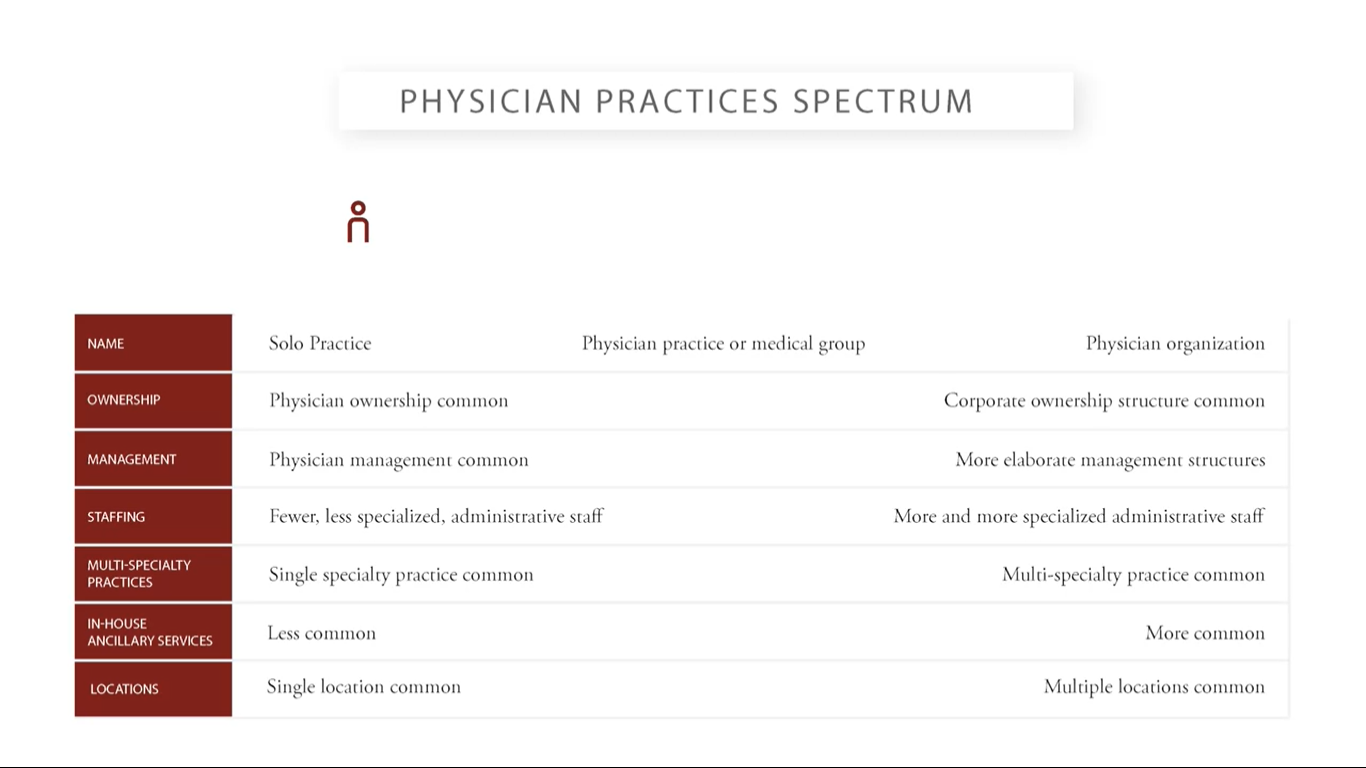 PHYSICIAN PRACTICES SPECTRUM
NAME
Solo Practice
Physician practice or medical group
Physician organization
OWNERSHIP
Physician ownership common
Corporate ownership structure common
MANAGEMENT
Physician management common
More elaborate management structures
STAFFING
Fewer, less specialized, administrative staff
More and more specialized administrative staff
MULTI-SPECIALTY
PRACTICES
Single specialty practice common
Multi-specialty practice common
IN-HOUSE
ANCILLARY SERVICES
Less common
More common
LOCATIONS
Single location common
Multiple locations common